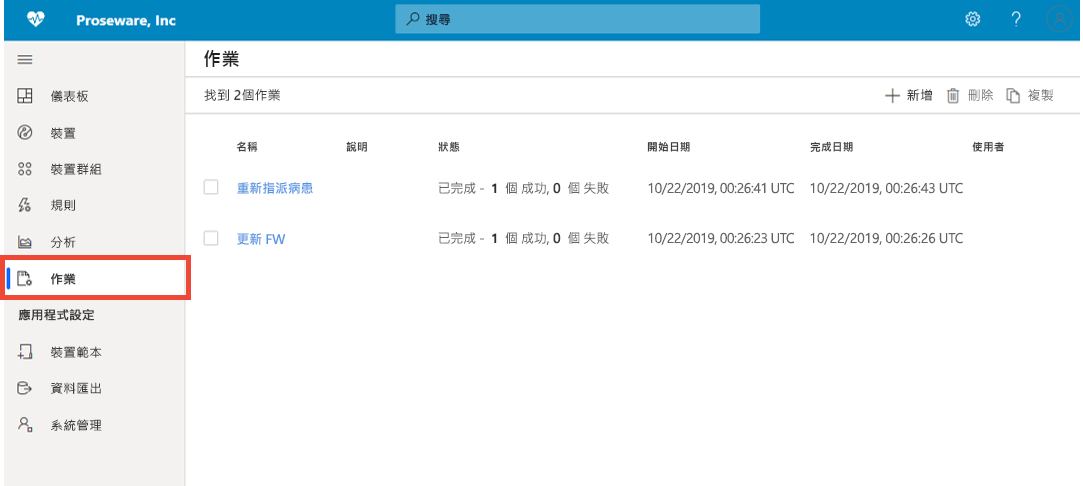 Proseware, Inc
搜尋
?
作業
找到 2個作業
新增 刪除 複製
儀表板
裝置
裝置群組
規則
分析
作業
應用程式設定
裝置範本
資料匯出
系統管理
名稱 說明 狀態 開始日期 完成日期 使用者
重新指派病患 已完成 - 1 個 成功, 0 個 失敗 10/22/2019, 00:26:41 UTC 10/22/2019, 00:26:43 UTC
更新 FW 已完成 - 1 個 成功, 0 個 失敗 10/22/2019, 00:26:23 UTC 10/22/2019, 00:26:26 UTC